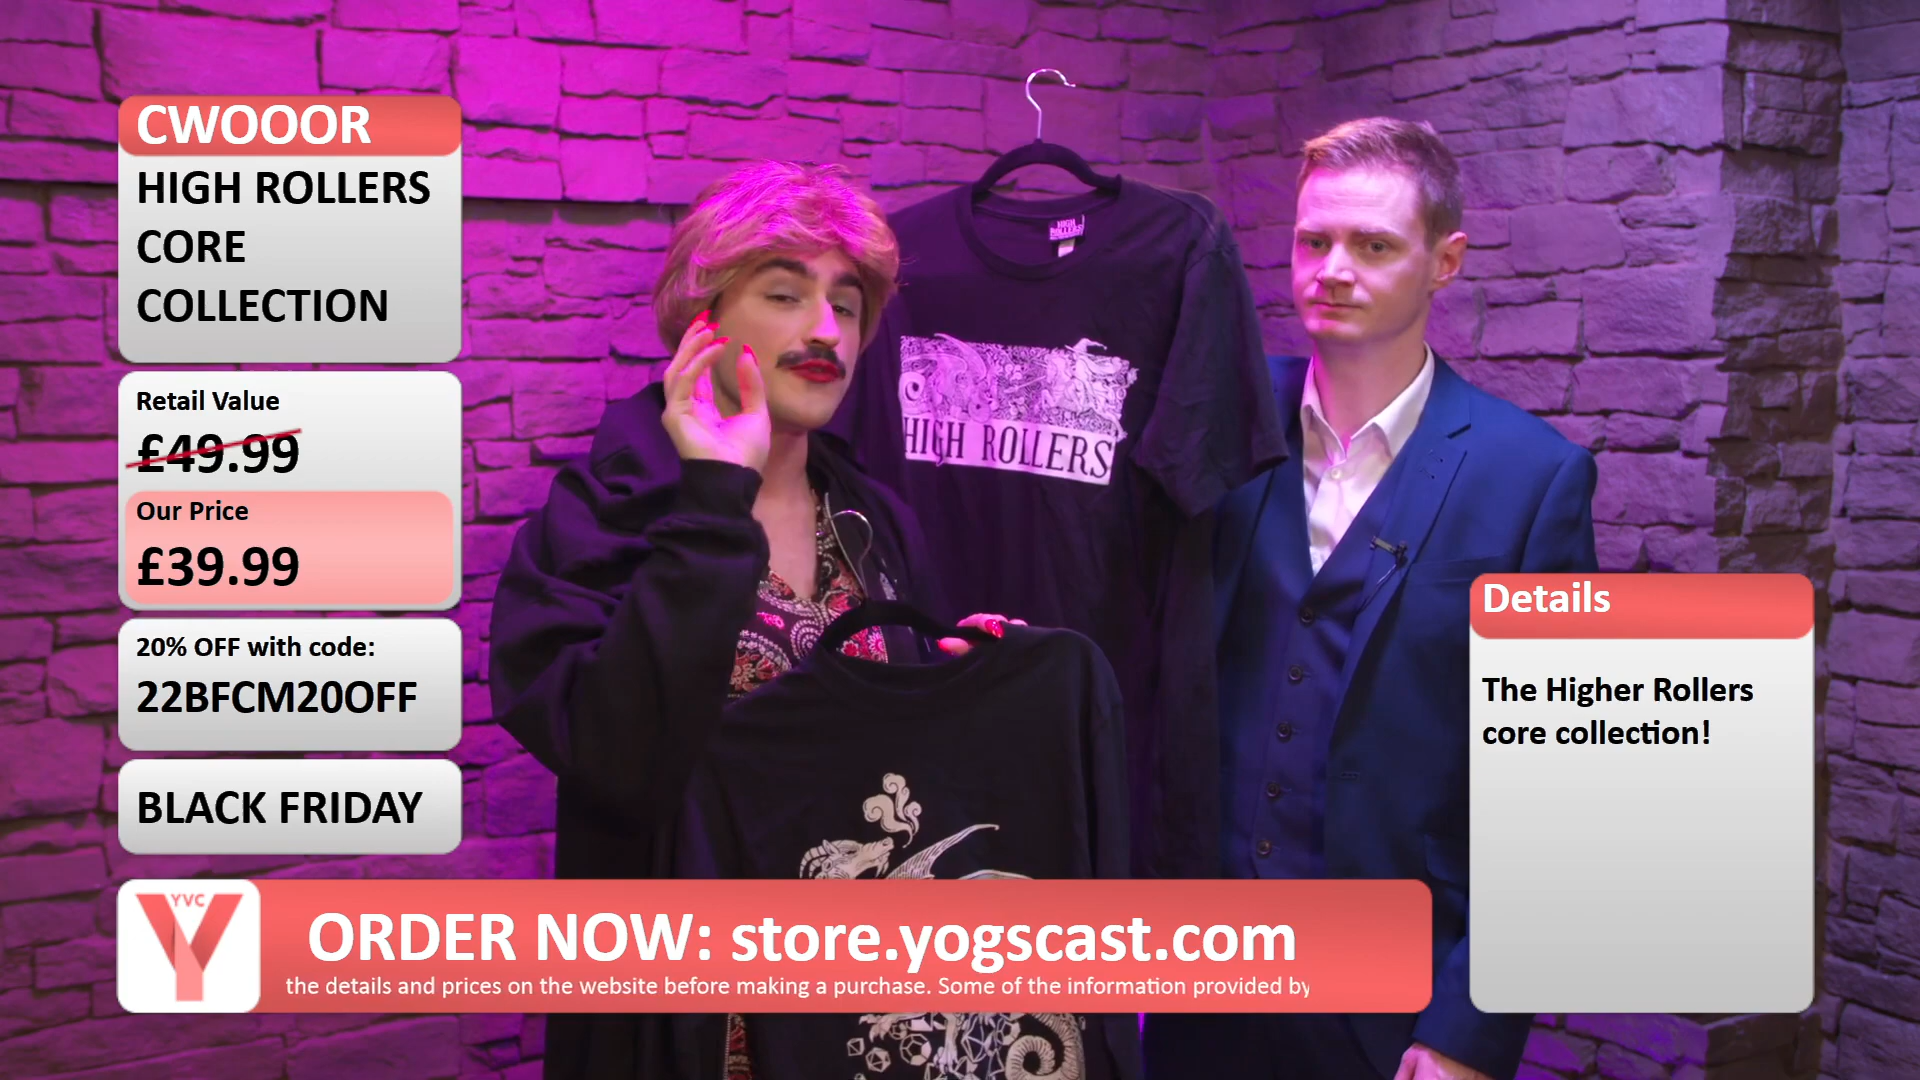 CWOOOR
HIGH ROLLERS
CORE
COLLECTION
Retail Value
£49.99
Our Price
£39.99
20% OFF with code:
22BFCM20OFF
BLACK FRIDAY
HIGH
ROLLERS
HIGH ROLLERS
Details
The Higher Rollers
core collection!
YVC
Y
ORDER NOW: store.yogscast.com
the details and prices on the website before making a purchase. Some of the information provided by